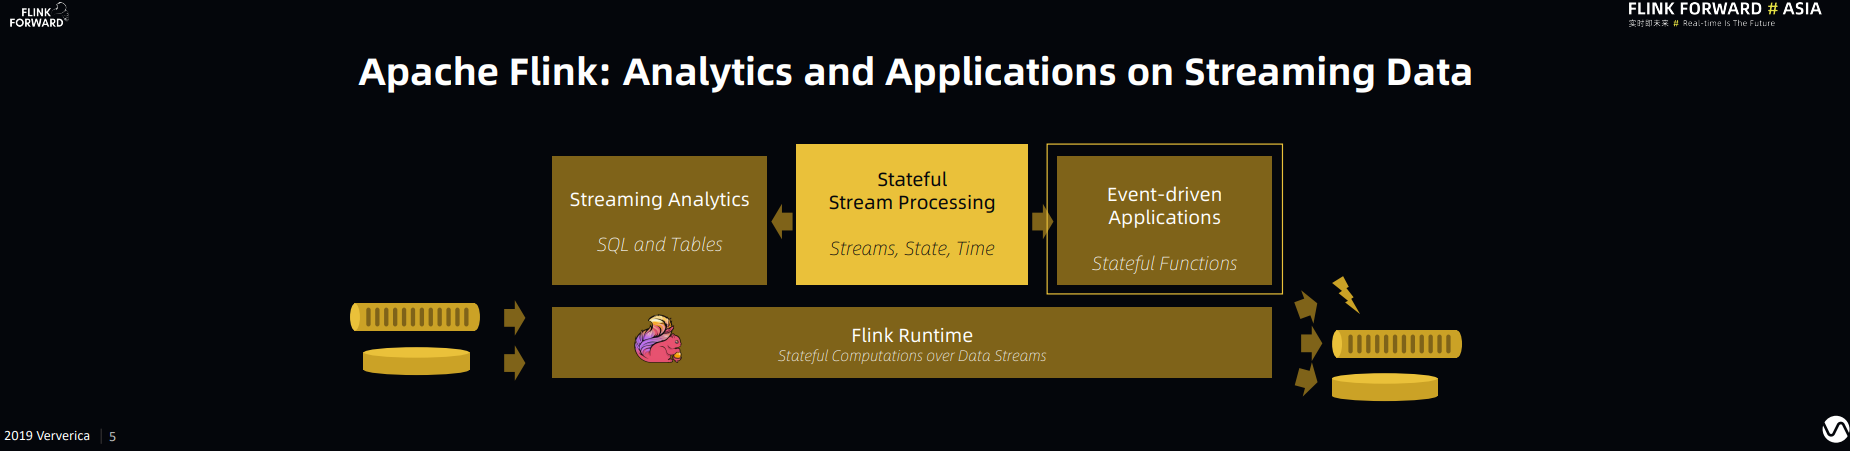 FLINK
FORWARD
FLINK FORWARD # ASIA
实时即未来 # Real-time Is The Future
Apache Flink: Analytics and Applications on Streaming Data
Streaming Analytics
SQL and Tables
Stateful
Stream Processing
Streams, State, Time
Event-driven
Applications
Stateful Functions
Flink Runtime
Stateful Computations over Data Streams
2019 Ververica
5